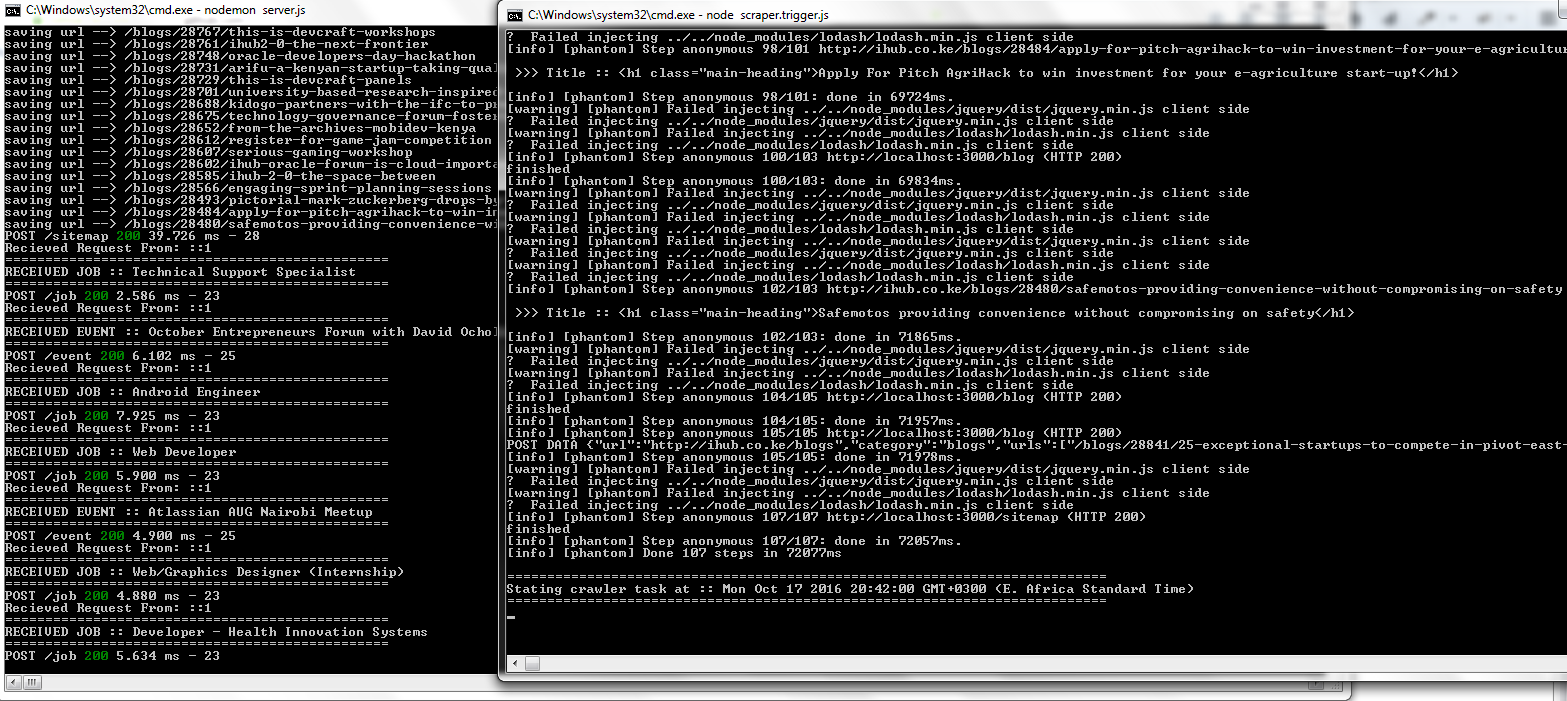 C:\Windows\system32\cmd.exe - nodemon  server.js
saving url --> /blogs/28767/this-is-devcraft-workshops
saving url --> /blogs/28761/ihub2-0-the-next-frontier
saving url --> /blogs/28748/oracle-developers-day-hackathon
saving url --> /blogs/28731/arifu-a-kenyan-startup-taking-qual
saving url --> /blogs/28729/this-is-devcraft-panels
saving url --> /blogs/28701/university-based-research-inspired
saving url --> /blogs/28688/kidogo-partners-with-the-ifc-to-p
saving url --> /blogs/28675/technology-governance-forum-foster
saving url --> /blogs/28652/from-the-archives-mobidev-kenya
saving url --> /blogs/28612/register-for-game-jam-competition
saving url --> /blogs/28607/serious-gaming-workshop
saving url --> /blogs/28602/ihub-oracle-forum-is-cloud-importa
saving url --> /blogs/28585/ihub-2-0-the-space-between
saving url --> /blogs/28566/engaging-sprint-planning-sessions
saving url --> /blogs/28493/pictorial-mark-zuckerberg-drops-by
saving url --> /blogs/28484/apply-for-pitch-agrihack-to-win-in
saving url --> /blogs/28480/safemotos-providing-convenience-wi
POST /sitemap 200 39.726 ms - 28
Recieved Request From: ::1
================================================
RECEIVED JOB :: Technical Support Specialist
================================================
POST /job 200 2.586 ms - 23
Recieved Request From: ::1
================================================
RECEIVED EVENT :: October Entrepreneurs Forum with David Ochol
================================================
POST /event 200 6.102 ms - 25
Recieved Request From: ::1
================================================
RECEIVED JOB :: Android Engineer
================================================
POST /job 200 7.925 ms - 23
Recieved Request From: ::1
================================================
RECEIVED JOB :: Web Developer
================================================
POST /job 200 5.900 ms - 23
Recieved Request From: ::1
================================================
RECEIVED EVENT :: Atlassian AUG Nairobi Meetup
================================================
POST /event 200 4.900 ms - 25
Recieved Request From: ::1
================================================
RECEIVED JOB :: Web/Graphics Designer (Internship)
================================================
POST /job 200 4.880 ms - 23
Recieved Request From: ::1
================================================
RECEIVED JOB :: Developer - Health Innovation Systems
================================================
POST /job 200 5.634 ms - 23
C:\Windows\system32\cmd.exe - node  scraper.trigger.js
?  Failed injecting ../../node_modules/lodash/lodash.min.js client side
[info] [phantom] Step anonymous 98/101 http://ihub.co.ke/blogs/28484/apply-for-pitch-agrihack-to-win-investment-for-your-e-agricultu
>>> Title :: <h1 class="main-heading">Apply For Pitch AgriHack to win investment for your e-agriculture start-up!</h1>
[info] [phantom] Step anonymous 98/101: done in 69724ms.
[warning] [phantom] Failed injecting ../../node_modules/jquery/dist/jquery.min.js client side
?  Failed injecting ../../node_modules/jquery/dist/jquery.min.js client side
[warning] [phantom] Failed injecting ../../node_modules/lodash/lodash.min.js client side
?  Failed injecting ../../node_modules/lodash/lodash.min.js client side
[info] [phantom] Step anonymous 100/103 http://localhost:3000/blog (HTTP 200)
finished
[info] [phantom] Step anonymous 100/103: done in 69834ms.
[warning] [phantom] Failed injecting ../../node_modules/jquery/dist/jquery.min.js client side
?  Failed injecting ../../node_modules/jquery/dist/jquery.min.js client side
[warning] [phantom] Failed injecting ../../node_modules/lodash/lodash.min.js client side
?  Failed injecting ../../node_modules/lodash/lodash.min.js client side
[warning] [phantom] Failed injecting ../../node_modules/jquery/dist/jquery.min.js client side
?  Failed injecting ../../node_modules/jquery/dist/jquery.min.js client side
[warning] [phantom] Failed injecting ../../node_modules/lodash/lodash.min.js client side
?  Failed injecting ../../node_modules/lodash/lodash.min.js client side
[info] [phantom] Step anonymous 102/103 http://ihub.co.ke/blogs/28480/safemotos-providing-convenience-without-compromising-on-safety
>>> Title :: <h1 class="main-heading">Safemotos providing convenience without compromising on safety</h1>
[info] [phantom] Step anonymous 102/103: done in 71865ms.
[warning] [phantom] Failed injecting ../../node_modules/jquery/dist/jquery.min.js client side
?  Failed injecting ../../node_modules/jquery/dist/jquery.min.js client side
[warning] [phantom] Failed injecting ../../node_modules/lodash/lodash.min.js client side
?  Failed injecting ../../node_modules/lodash/lodash.min.js client side
[info] [phantom] Step anonymous 104/105 http://localhost:3000/blog (HTTP 200)
finished
[info] [phantom] Step anonymous 104/105: done in 71957ms.
[info] [phantom] Step anonymous 105/105 http://localhost:3000/blog (HTTP 200)
POST DATA {"url":"http://ihub.co.ke/blogs","category":"blogs","urls":["/blogs/28841/25-exceptional-startups-to-compete-in-pivot-east-
[info] [phantom] Step anonymous 105/105: done in 71978ms.
[warning] [phantom] Failed injecting ../../node_modules/jquery/dist/jquery.min.js client side
?  Failed injecting ../../node_modules/jquery/dist/jquery.min.js client side
[warning] [phantom] Failed injecting ../../node_modules/lodash/lodash.min.js client side
?  Failed injecting ../../node_modules/lodash/lodash.min.js client side
[info] [phantom] Step anonymous 107/107 http://localhost:3000/sitemap (HTTP 200)
finished
[info] [phantom] Step anonymous 107/107: done in 72057ms.
[info] [phantom] Done 107 steps in 72077ms
===========================================================================
Stating crawler task at :: Mon Oct 17 2016 20:42:00 GMT+0300 (E. Africa Standard Time)
===========================================================================